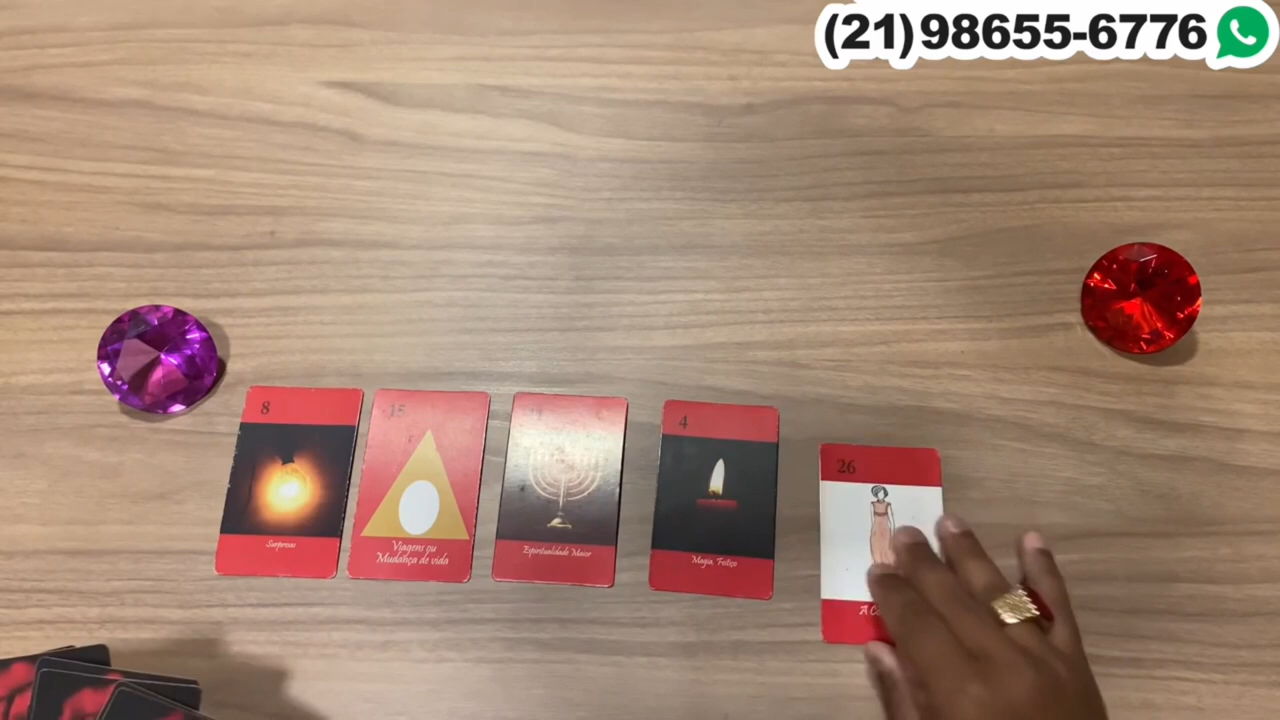 (21)98655-6776
8
Surpresas
15
Viagens ou
Mudança de vida
Espiritualidade Maior
4
Magia, Feitiço
26
A